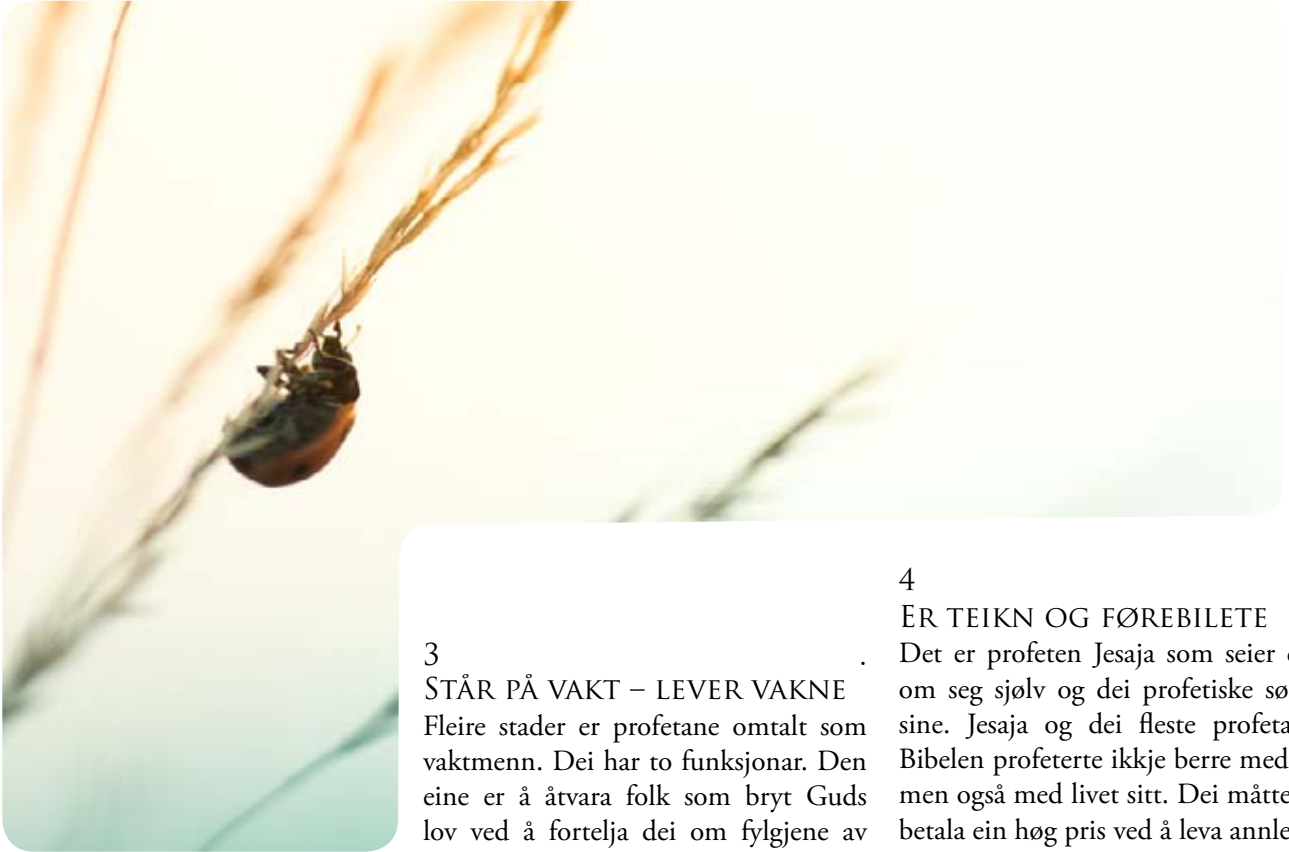 3
.
STÅR PÅ VAKT – LEVER VAKNE
Fleire stader er profetane omtalt som
vaktmenn. Dei har to funksjonar. Den
eine er å åtvara folk som bryt Guds
lov ved å fortelja dei om fylgjene av
4
ER TEIKN OG FØREBILETE
Det er profeten Jesaja som seier
om seg sjølv og dei profetiske
sine. Jesaja og dei fleste
Bibelen profeterte ikkje berre med
men også med livet sitt. Dei måtte
betala ein høg pris ved å leva